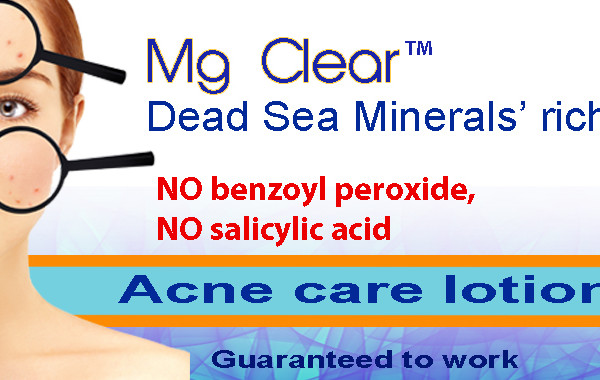 Mg Clear™
Dead Sea Minerals’ rich
NO benzoyl peroxide,
NO salicylic acid
Acne care lotion
Guaranteed to work